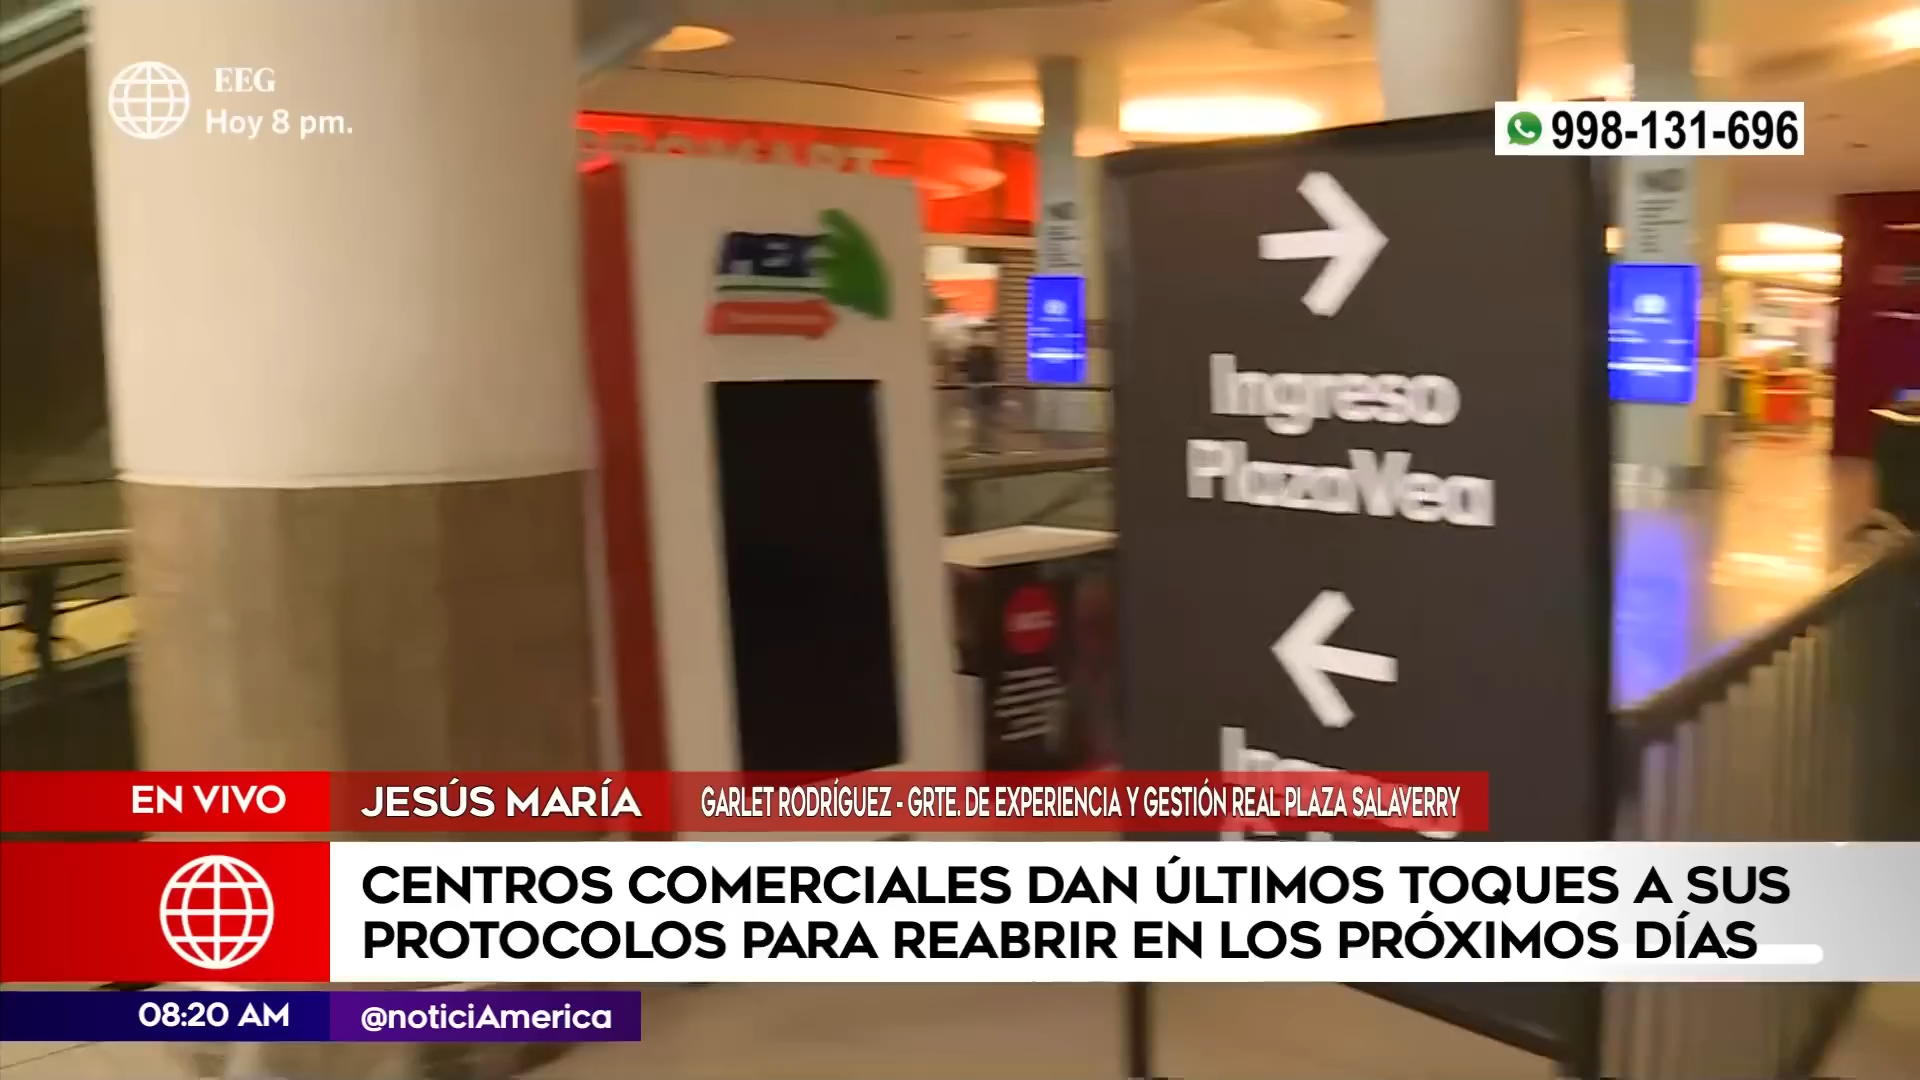 EEG
Hoy 8 pm.
998-131-696
PROMART
Ingreso
PlazaVea
EN VIVO
JESÚS MARÍA
GARLET RODRÍGUEZ - GRTE. DE EXPERIENCIA Y GESTIÓN REAL PLAZA SALAVERRY
CENTROS COMERCIALES DAN ÚLTIMOS TOQUES A SUS
PROTOCOLOS PARA REABRIR EN LOS PRÓXIMOS DÍAS
08:20 AM
@noticiAmerica